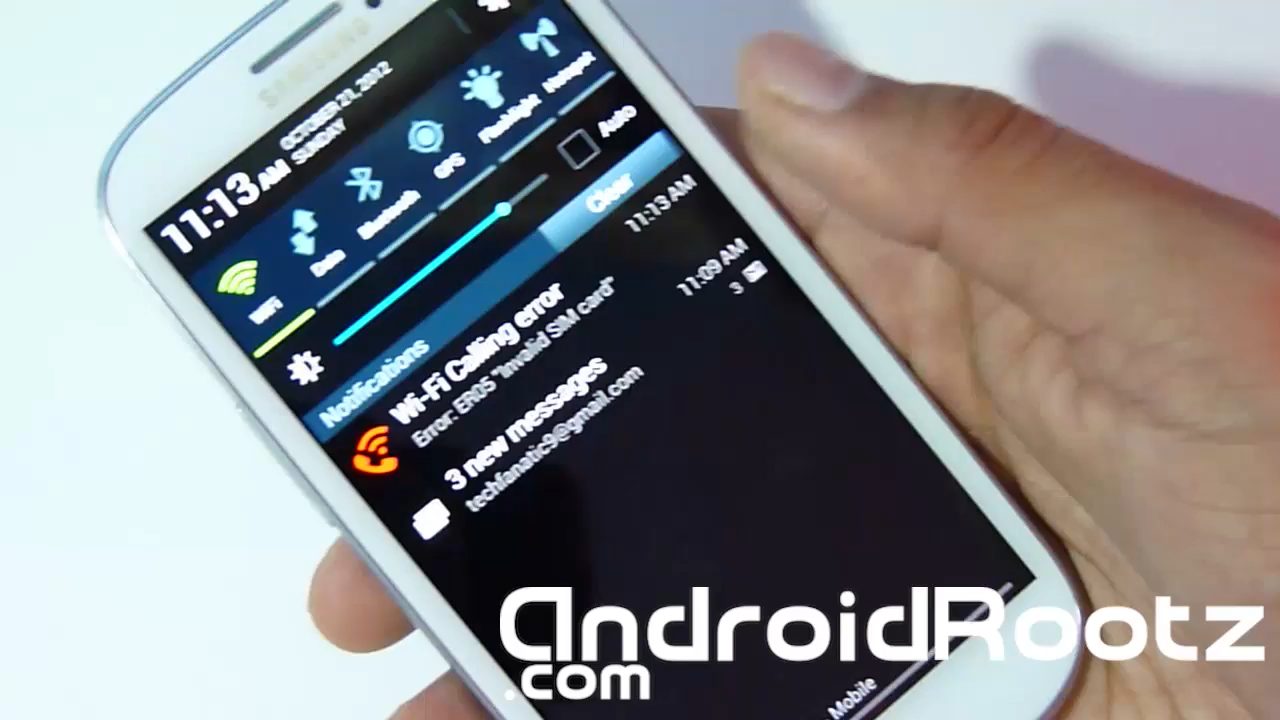 SAMSUNG
OCTOBER 21, 2012
SUNDAY
11:13 AM
WiFi
Data
Bluetooth
GPS
Flashlight
Hotspot
Auto
Notifications
Clear
Wi-Fi Calling error
11:13 AM
Error: ER05 "Invalid SIM card"
3 new messages
11:09 AM
techfanatic9@gmail.com
3
Mobile
AndroidRootz
.com